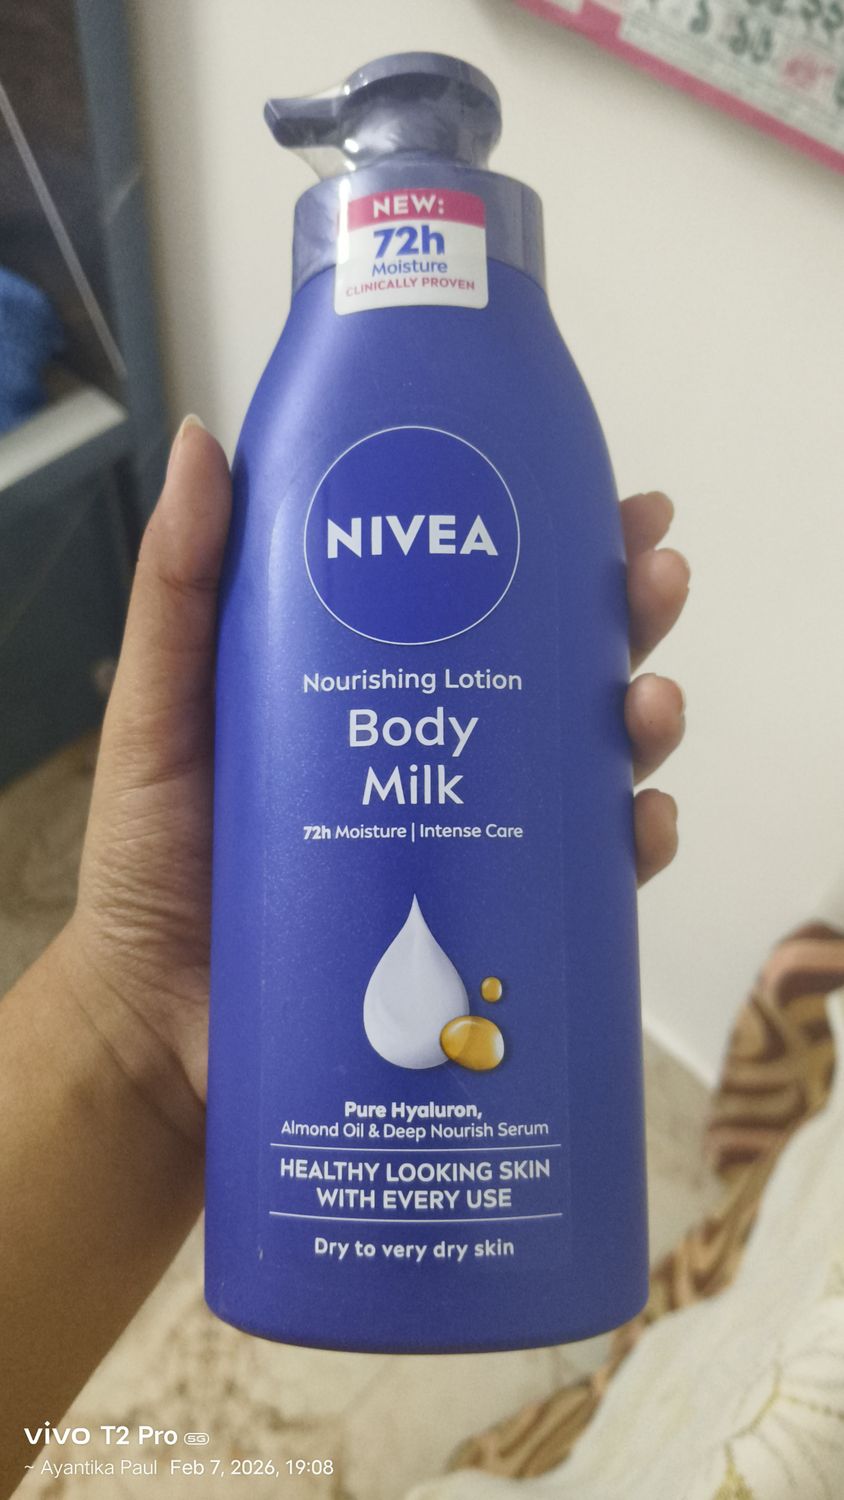 NEW:
72h
Moisture
CLINICALLY PROVEN
NIVEA
Nourishing Lotion
Body
Milk
72h Moisture | Intense Care
Pure Hyaluron,
Almond Oil & Deep Nourish Serum
HEALTHY LOOKING SKIN
WITH EVERY USE
Dry to very dry skin
vivo T2 Pro 5G
~ Ayantika Paul Feb 7, 2026, 19:08